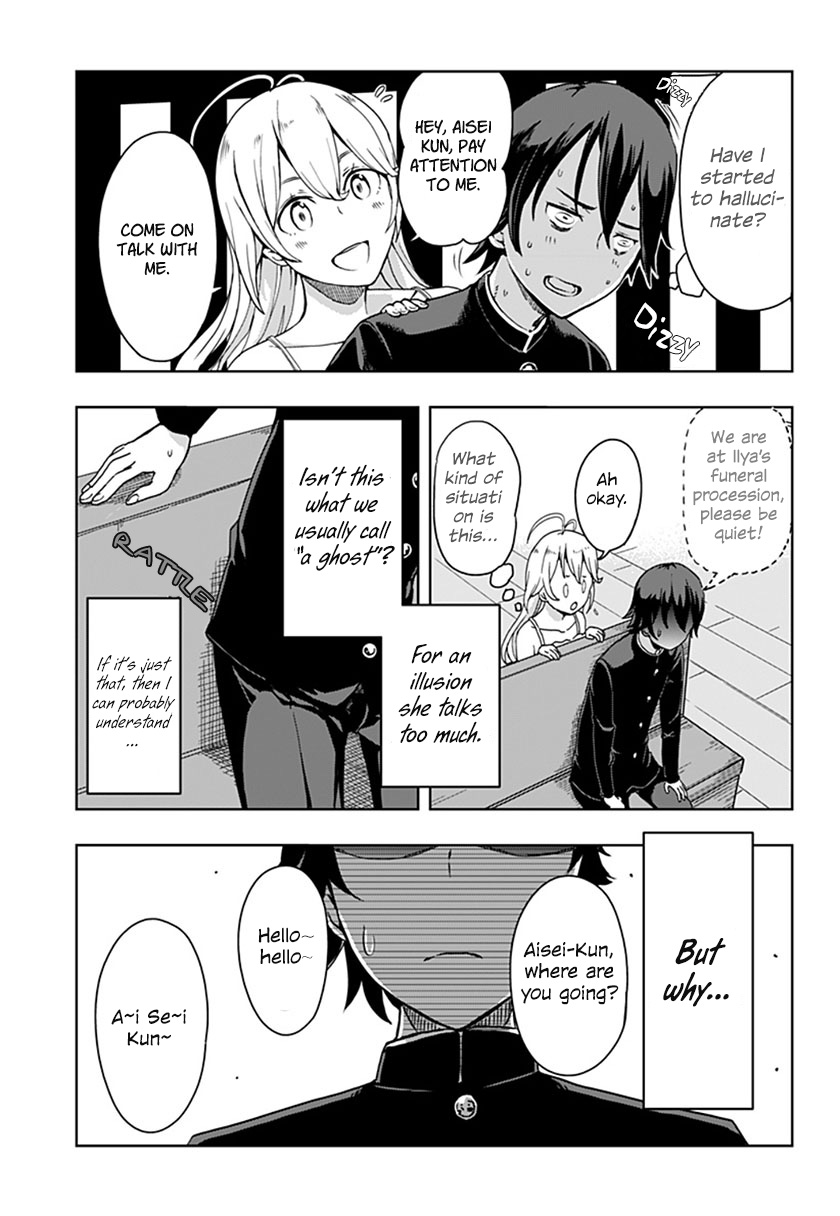 Dizzy
Have I
started
to halluci-
nate?
HEY, AISEI
KUN, PAY
ATTENTION
TO ME.
COME ON
TALK WITH
ME.
Dizzy
We are
at Ilya's
funeral
procession,
please be
quiet!
Ah
okay.
What
kind of
situati
on is
this...
For an
illusion
she talks
too much.
Isn't this
what we
usually call
"a ghost"?
RATTLE
If it's just
that, then I
can probably
understand
...
But
why...
Aisei-Kun,
where are
you going?
Hello~
hello~
A~i Se~i
Kun~